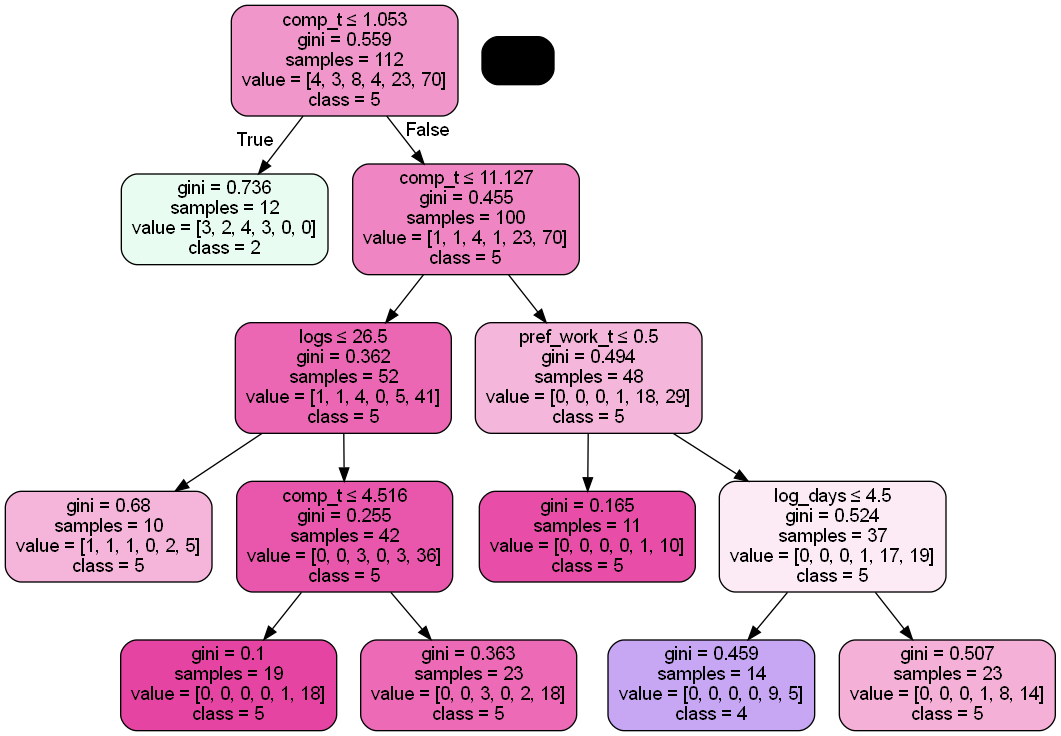 comp_t ≤ 1.053
gini = 0.559
samples = 112
value = [4, 3, 8, 4, 23, 70]
class = 5
True
False
gini = 0.736
samples = 12
value = [3, 2, 4, 3, 0, 0]
class = 2
comp_t ≤ 11.127
gini = 0.455
samples = 100
value = [1, 1, 4, 1, 23, 70]
class = 5
logs ≤ 26.5
gini = 0.362
samples = 52
value = [1, 1, 4, 0, 5, 41]
class = 5
pref_work_t ≤ 0.5
gini = 0.494
samples = 48
value = [0, 0, 0, 1, 18, 29]
class = 5
gini = 0.68
samples = 10
value = [1, 1, 1, 0, 2, 5]
class = 5
comp_t ≤ 4.516
gini = 0.255
samples = 42
value = [0, 0, 3, 0, 3, 36]
class = 5
gini = 0.165
samples = 11
value = [0, 0, 0, 0, 1, 10]
class = 5
log_days ≤ 4.5
gini = 0.524
samples = 37
value = [0, 0, 0, 1, 17, 19]
class = 5
gini = 0.1
samples = 19
value = [0, 0, 0, 0, 1, 18]
class = 5
gini = 0.363
samples = 23
value = [0, 0, 3, 0, 2, 18]
class = 5
gini = 0.459
samples = 14
value = [0, 0, 0, 0, 9, 5]
class = 4
gini = 0.507
samples = 23
value = [0, 0, 0, 1, 8, 14]
class = 5